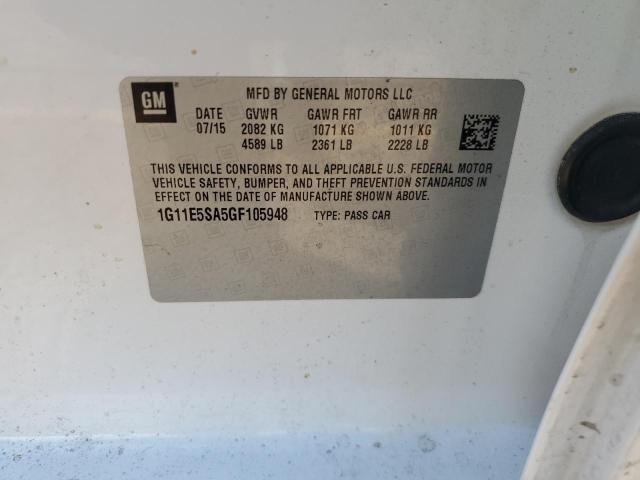 GM
MFD BY GENERAL MOTORS LLC
DATE GVWR GAWR FRT GAWR RR
07/15 2082 KG 1071 KG 1011 KG
4589 LB 2361 LB 2228 LB
THIS VEHICLE CONFORMS TO ALL APPLICABLE U.S. FEDERAL MOTOR
VEHICLE SAFETY, BUMPER, AND THEFT PREVENTION STANDARDS IN
EFFECT ON THE DATE OF MANUFACTURE SHOWN ABOVE.
1G11E5SA5GF105948 TYPE: PASS CAR